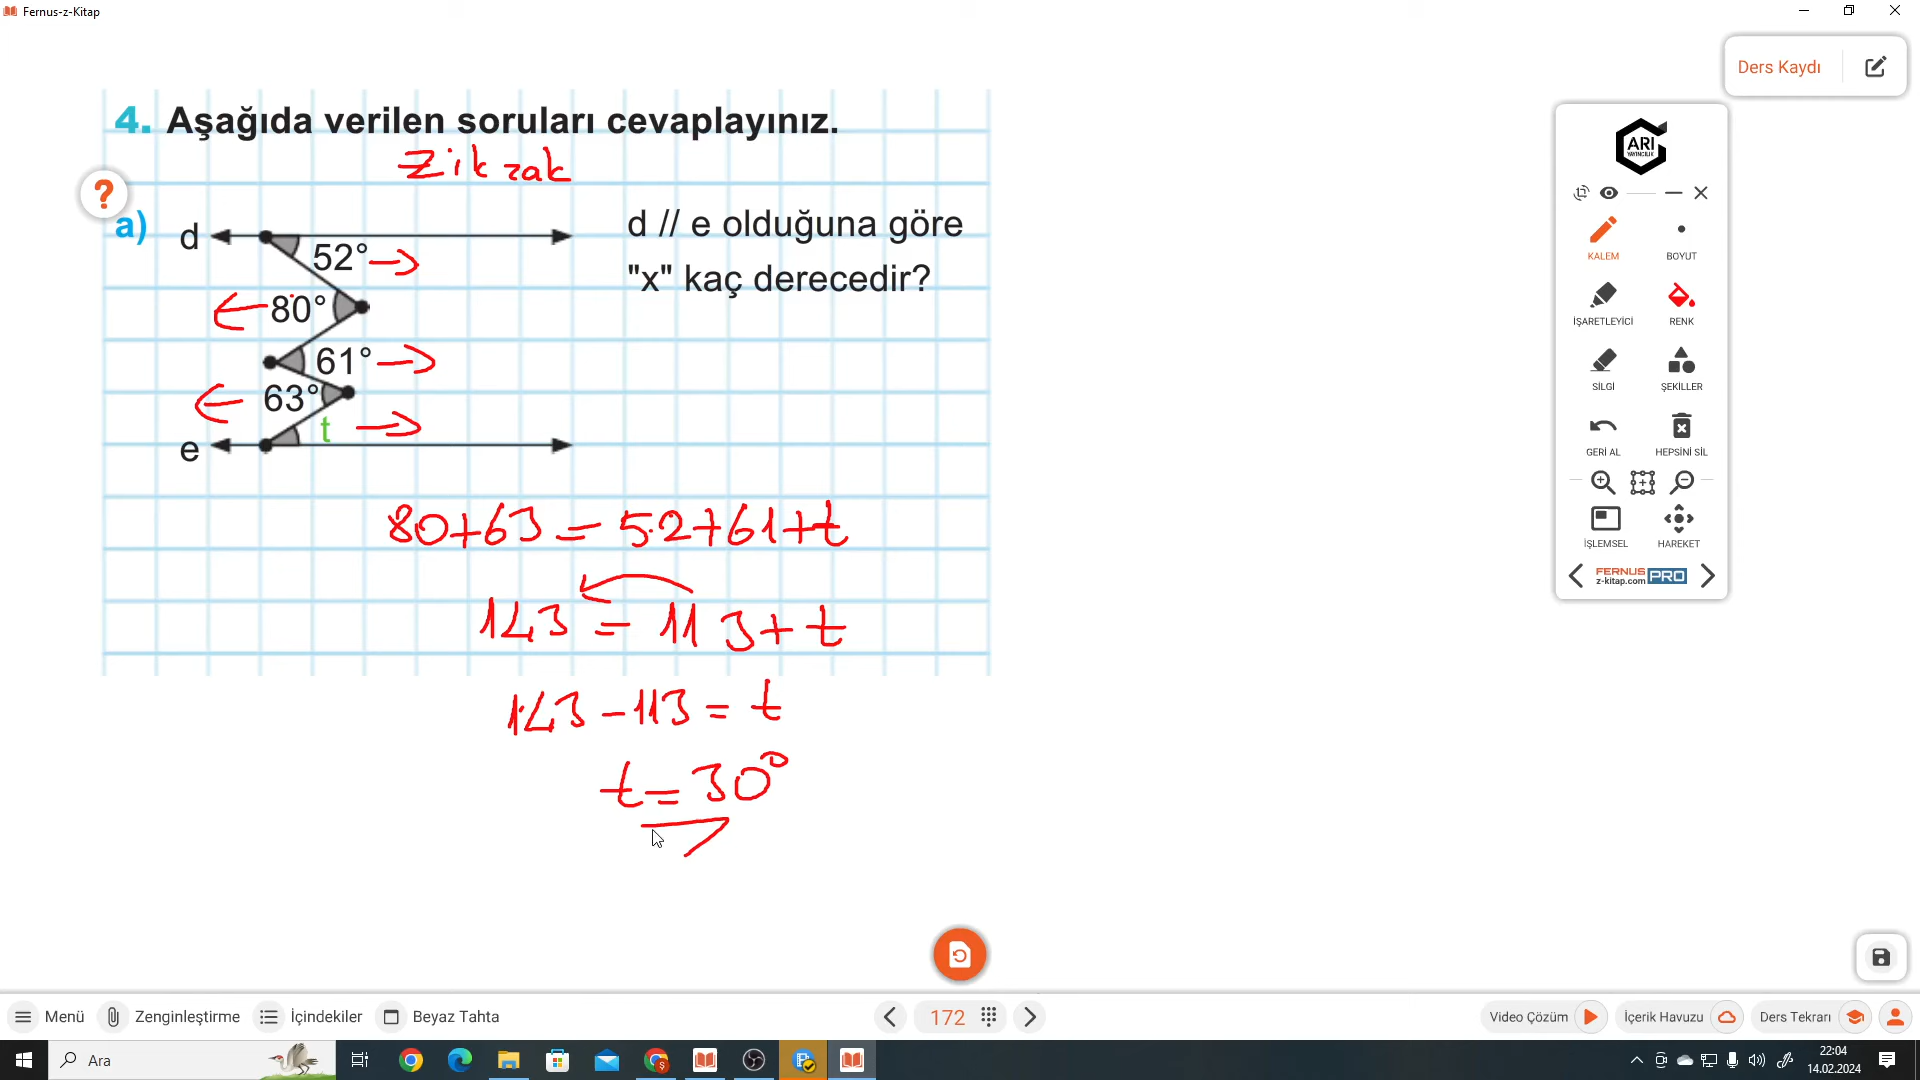 Fernus-z-Kitap
Ders Kaydı
4. Aşağıda verilen soruları cevaplayınız.
Zikzak
?
a)
d
52°
80°
61°
63°
t
e
d // e olduğuna göre
"x" kaç derecedir?
80+63 = 52+61+t
143 = 113+t
143-113 = t
t=30°
ARI
YAYINCILIK
KALEM
BOYUT
İŞARETLEYİCİ
RENK
SİLGİ
ŞEKİLLER
GERİ AL
HEPSİNİ SİL
İŞLEMSEL
HAREKET
FERNUS
z-kitap.com PRO
Menü
Zenginleştirme
İçindekiler
Beyaz Tahta
172
Video Çözüm
İçerik Havuzu
Ders Tekrarı
Ara
22:04
14.02.2024